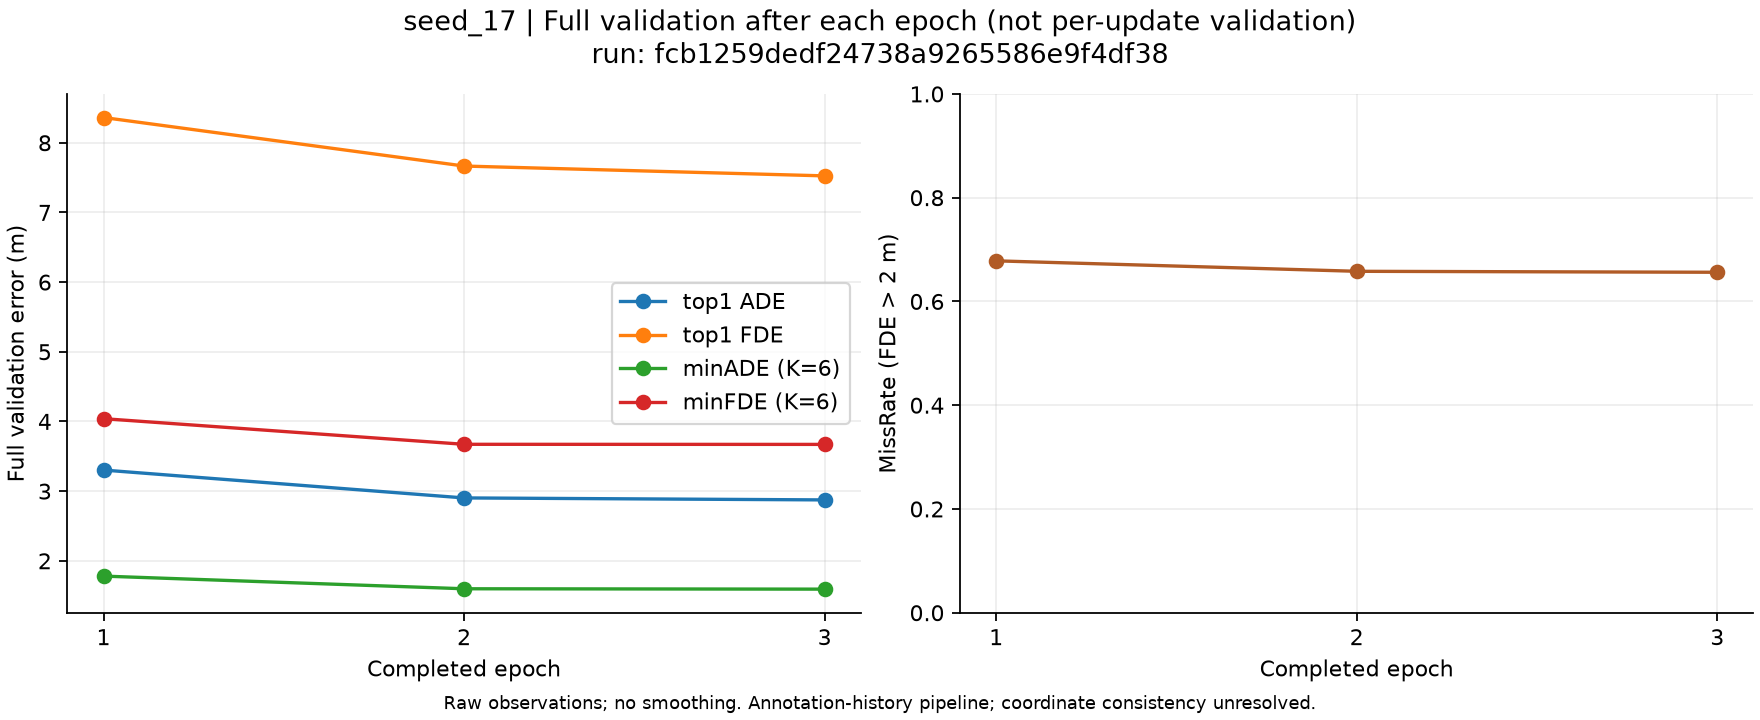 seed_17 | Full validation after each epoch (not per-update validation)
run: fcb1259dedf24738a9265586e9f4df38
Full validation error (m)
8
7
6
5
4
3
2
top1 ADE
top1 FDE
minADE (K=6)
minFDE (K=6)
1
2
3
Completed epoch
MissRate (FDE > 2 m)
1.0
0.8
0.6
0.4
0.2
0.0
1
2
3
Completed epoch
Raw observations; no smoothing. Annotation-history pipeline; coordinate consistency unresolved.